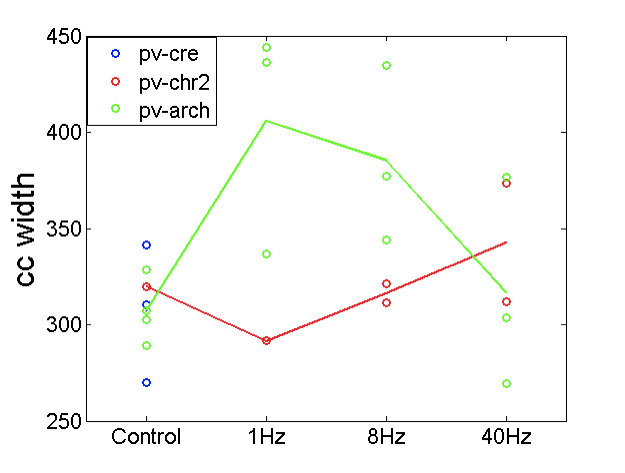 450
400
350
300
250
cc width
pv-cre
pv-chr2
pv-arch
Control 1Hz 8Hz 40Hz